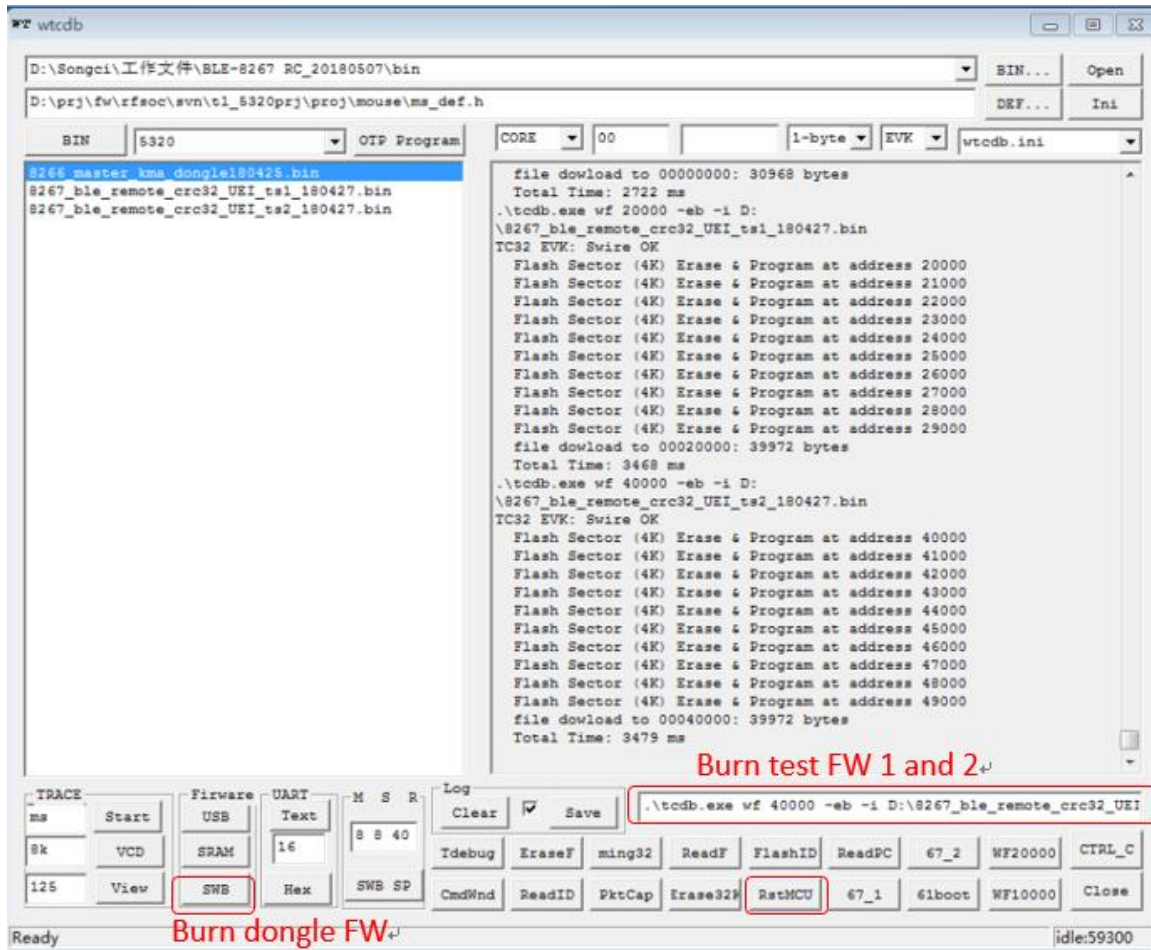 WT wtcdb
D:\Songci\工作文件\BLE-8267 RC_20180507\bin
BIN...
Open
D:\prj\fw\rfsoc\svn\tl_5320prj\proj\mouse\ms_def.h
DEF...
Ini
BIN
5320
OTP Program
CORE
00
1-byte
EVK
wtcdb.ini
8266_master_kma_dongle180425.bin
8267_ble_remote_crc32_UEI_ts1_180427.bin
8267_ble_remote_crc32_UEI_ts2_180427.bin
file dowload to 00000000: 30968 bytes
Total Time: 2722 ms
.\tcdb.exe wf 20000 -eb -i D:
\8267_ble_remote_crc32_UEI_ts1_180427.bin
TC32 EVK: Swire OK
Flash Sector (4K) Erase & Program at address 20000
Flash Sector (4K) Erase & Program at address 21000
Flash Sector (4K) Erase & Program at address 22000
Flash Sector (4K) Erase & Program at address 23000
Flash Sector (4K) Erase & Program at address 24000
Flash Sector (4K) Erase & Program at address 25000
Flash Sector (4K) Erase & Program at address 26000
Flash Sector (4K) Erase & Program at address 27000
Flash Sector (4K) Erase & Program at address 28000
Flash Sector (4K) Erase & Program at address 29000
file dowload to 00020000: 39972 bytes
Total Time: 3468 ms
.\tcdb.exe wf 40000 -eb -i D:
\8267_ble_remote_crc32_UEI_ts2_180427.bin
TC32 EVK: Swire OK
Flash Sector (4K) Erase & Program at address 40000
Flash Sector (4K) Erase & Program at address 41000
Flash Sector (4K) Erase & Program at address 42000
Flash Sector (4K) Erase & Program at address 43000
Flash Sector (4K) Erase & Program at address 44000
Flash Sector (4K) Erase & Program at address 45000
Flash Sector (4K) Erase & Program at address 46000
Flash Sector (4K) Erase & Program at address 47000
Flash Sector (4K) Erase & Program at address 48000
Flash Sector (4K) Erase & Program at address 49000
file dowload to 00040000: 39972 bytes
Total Time: 3479 ms
Burn test FW 1 and 2
TRACE
Firware
UART
M S R
Log
ms
Start
USB
Text
8 8 40
Clear
Save
.\tcdb.exe wf 40000 -eb -i D:\8267_ble_remote_crc32_UEI
8k
VCD
SRAM
16
Tdebug
EraseF
ming32
ReadF
FlashID
ReadPC
67_2
WF20000
CTRL_C
125
View
SWB
Hex
SWB SP
CmdWnd
ReadID
PktCap
Erase32K
RstMCU
67_1
61boot
WF10000
Close
Burn dongle FW
Ready
idle:59300